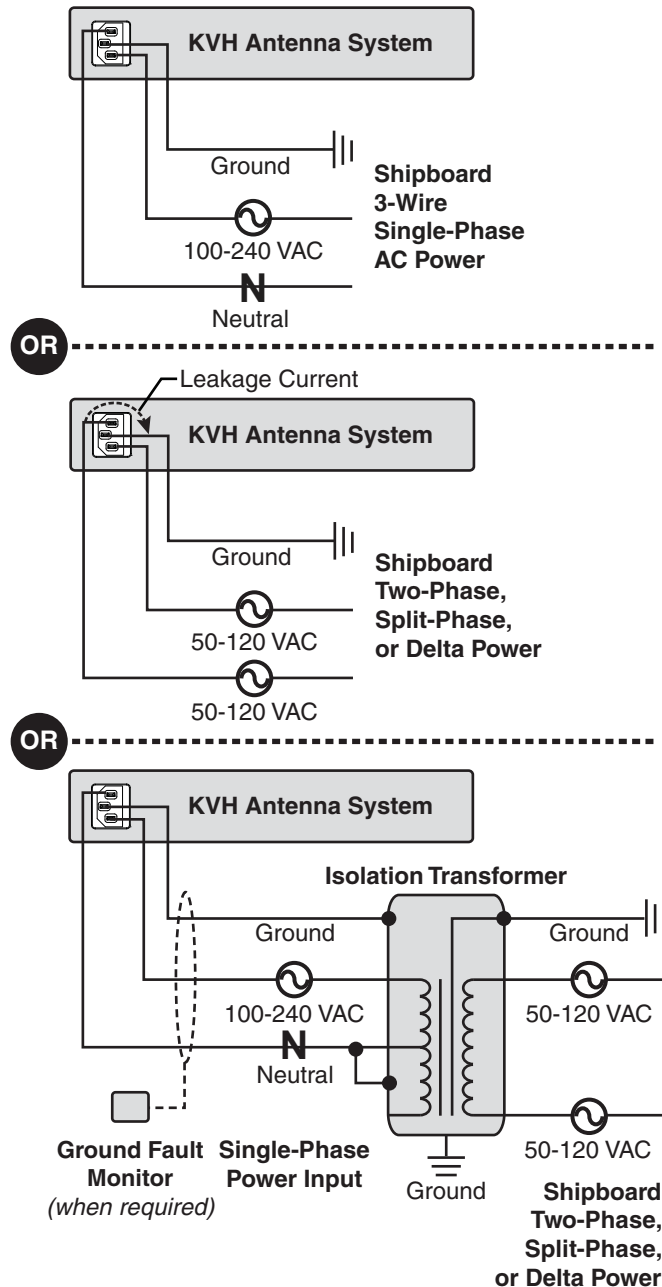 KVH Antenna System
Ground
100-240 VAC
N
Neutral
Shipboard
3-Wire
Single-Phase
AC Power
OR
Leakage Current
KVH Antenna System
Ground
50-120 VAC
50-120 VAC
Shipboard
Two-Phase,
Split-Phase,
or Delta Power
OR
KVH Antenna System
Isolation Transformer
Ground
Ground
100-240 VAC
50-120 VAC
N
Neutral
Ground Fault
Monitor
(when required)
Single-Phase
Power Input
Ground
50-120 VAC
Shipboard
Two-Phase,
Split-Phase,
or Delta Power